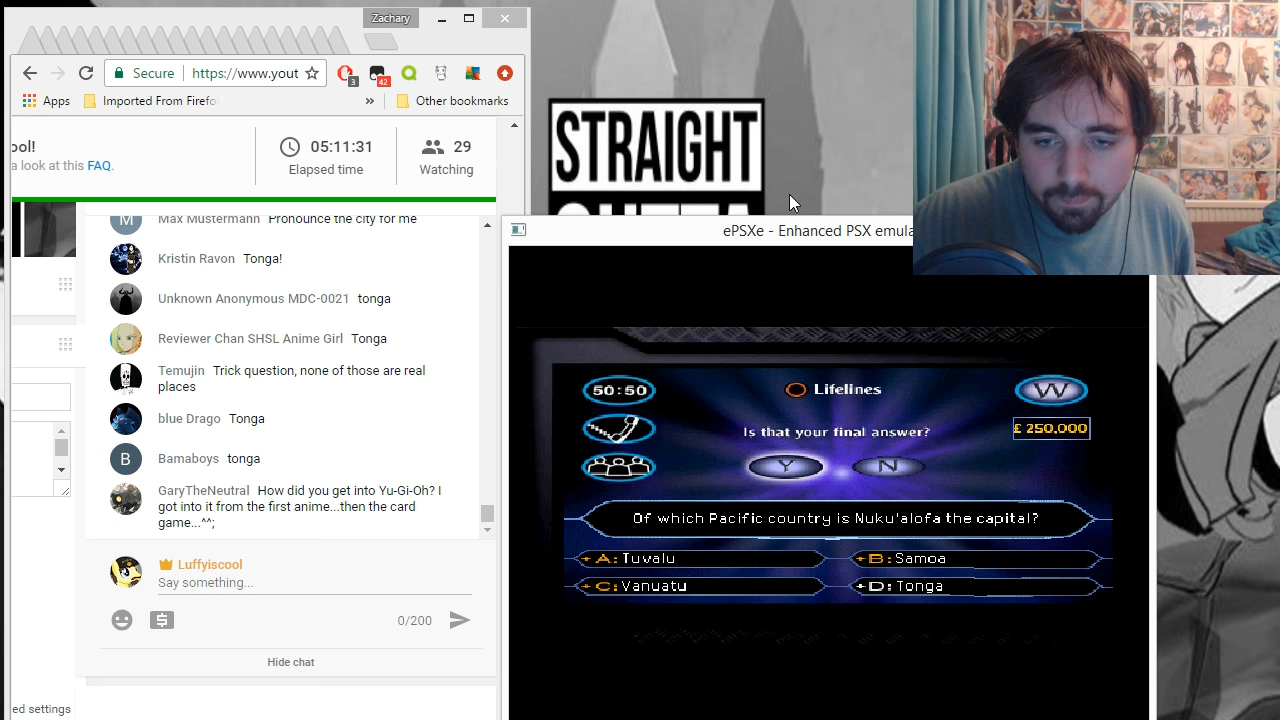 Zachary
Secure https://www.yout
3
42
Apps Imported From Firefo
» Other bookmarks
ool!
a look at this FAQ.
05:11:31
Elapsed time
29
Watching
Max Mustermann Pronounce the city for me
Kristin Ravon Tonga!
Unknown Anonymous MDC-0021 tonga
Reviewer Chan SHSL Anime Girl Tonga
Temujin Trick question, none of those are real
places
blue Drago Tonga
B
Bamaboys tonga
GaryTheNeutral How did you get into Yu-Gi-Oh? I
got into it from the first anime...then the card
game...^^;
Luffyiscool
Say something...
0/200
Hide chat
ed settings
STRAIGHT
ePSXe - Enhanced PSX emula
50:50
Lifelines
W
£ 250,000
Is that your final answer?
Y N
Of which Pacific country is Nuku'alofa the capital?
A: Tuvalu
B: Samoa
C: Vanuatu
D: Tonga